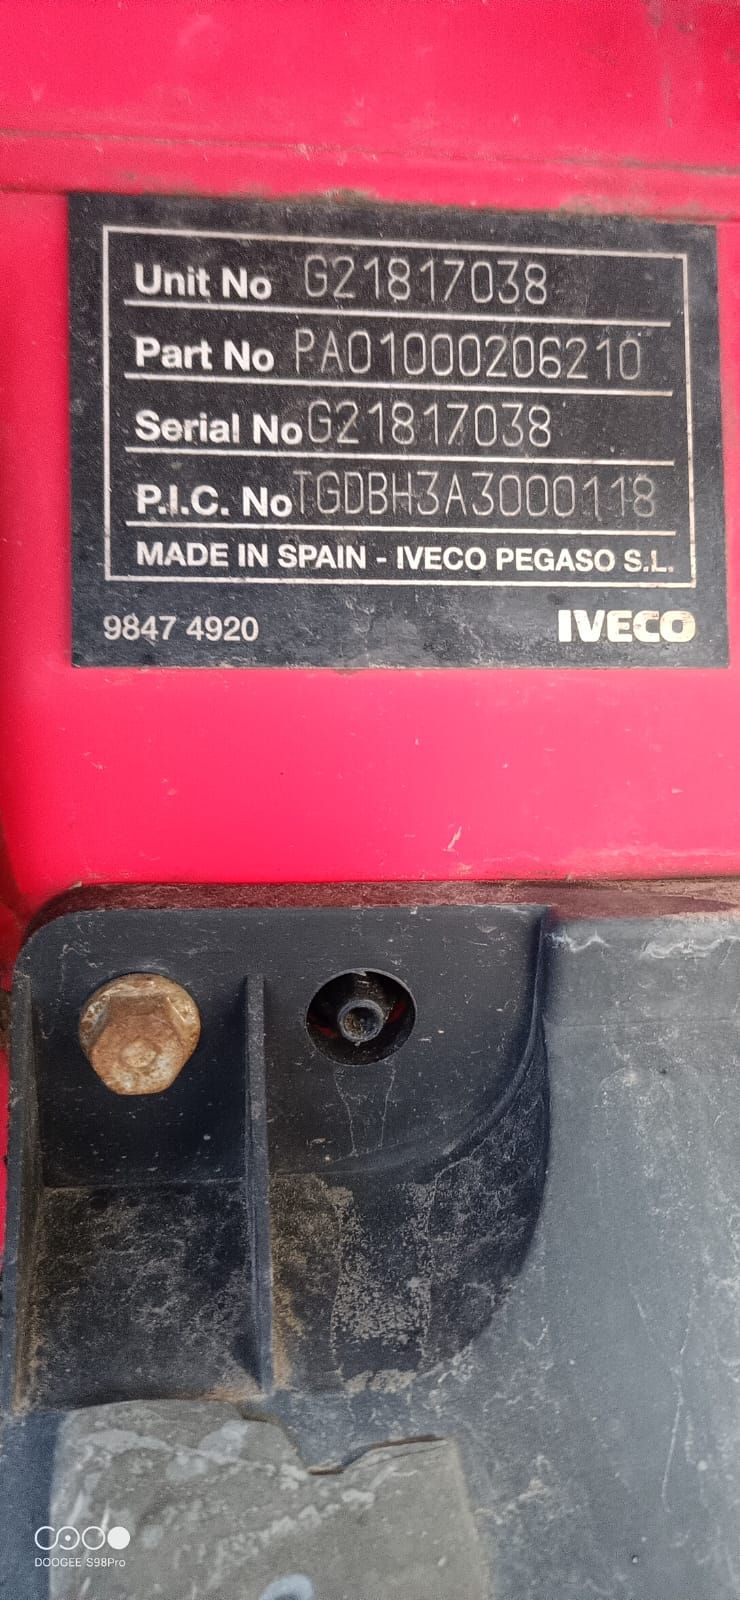 Unit No G21817038
Part No PA01000206210
Serial No G21817038
P.I.C. No TGDBH3A3000118
MADE IN SPAIN - IVECO PEGASO S.L.
9847 4920 IVECO
DOOGEE S98Pro